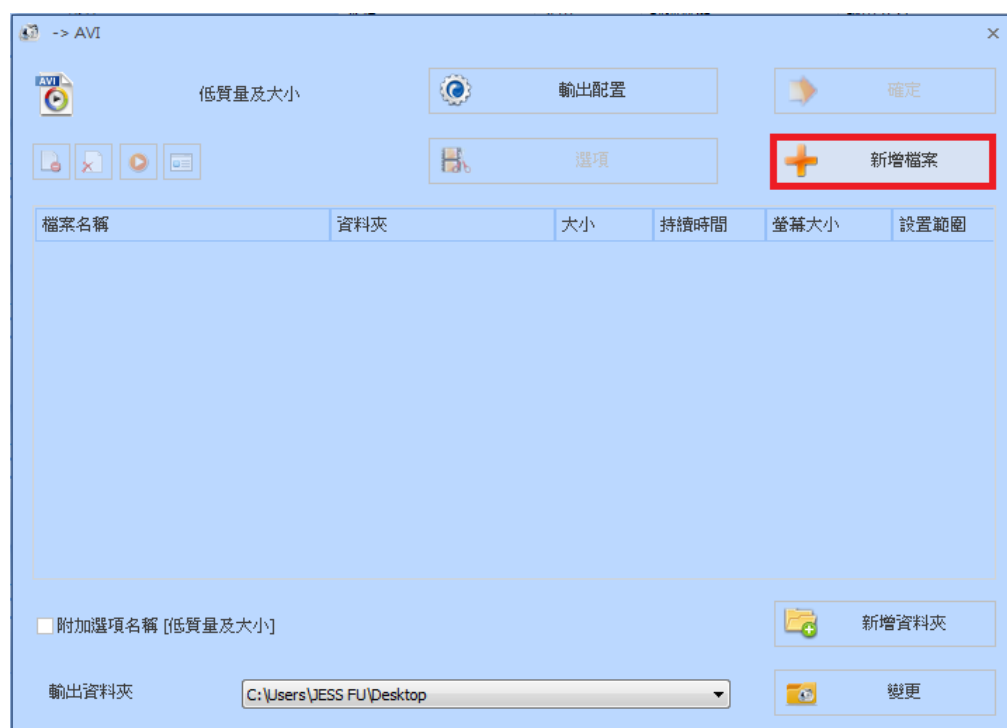 -> AVI
AVI
低質量及大小
輸出配置
確定
選項
新增檔案
檔案名稱 資料夾 大小 持續時間 螢幕大小 設置範圍
附加選項名稱 [低質量及大小]
新增資料夾
輸出資料夾
C:\Users\JESS FU\Desktop
變更